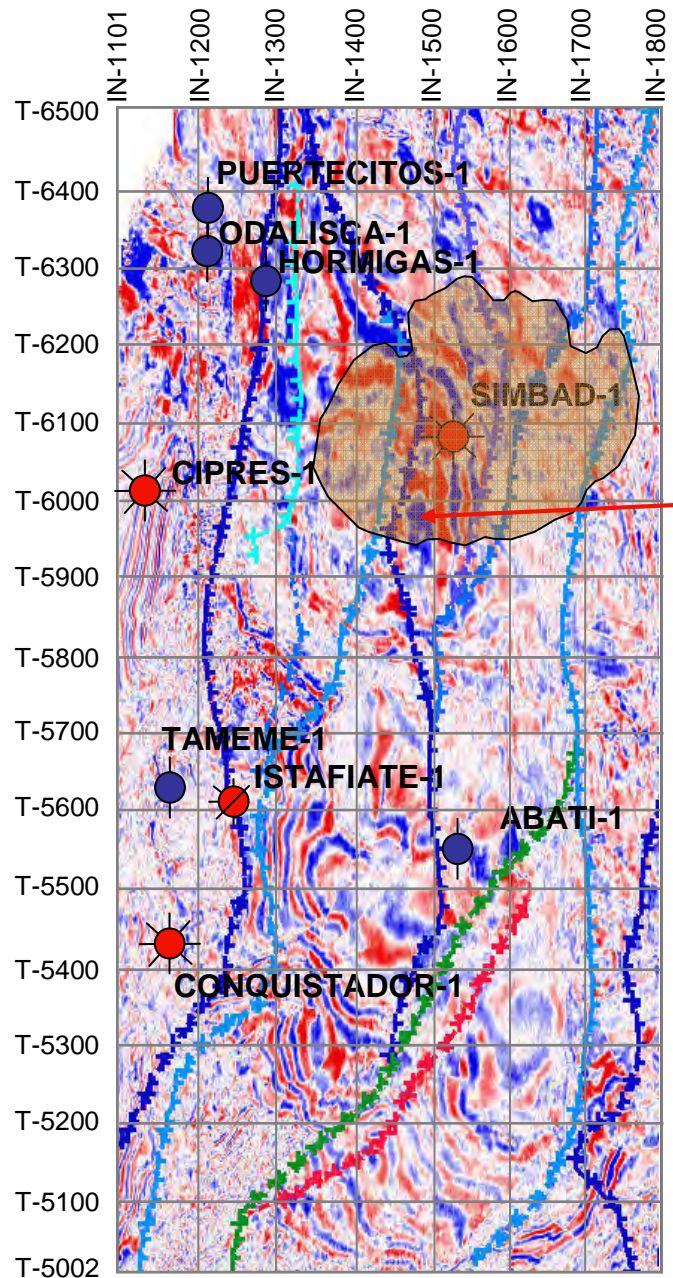 IN-1101
IN-1200
IN-1300
IN-1400
IN-1500
IN-1600
IN-1700
IN-1800
T-6500
T-6400
T-6300
T-6200
T-6100
T-6000
T-5900
T-5800
T-5700
T-5600
T-5500
T-5400
T-5300
T-5200
T-5100
T-5002
PUERTECITOS-1
ODALISCA-1
HORMIGAS-1
SIMBAD-1
CIPRES-1
TAMEME-1
ISTAFIATE-1
ABATI-1
CONQUISTADOR-1